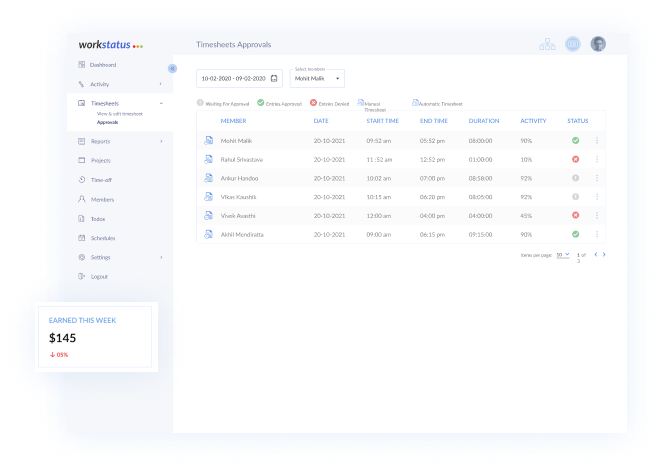 workstatus
Timesheets Approvals
Dashboard
Activity
Timesheets
View & edit timesheet
Approvals
Reports
Projects
Time-off
Members
Todos
Schedules
Settings
Logout
10-02-2020 - 09-02-2020
Select members
Mohit Malik
Waiting For Approval Entries Approved Entries Denied Manual Timesheet Automatic Timesheet
MEMBER DATE START TIME END TIME DURATION ACTIVITY STATUS
Mohit Malik 20-10-2021 09:52 am 05:52 pm 08:00:00 90%
Rahul Srivastava 20-10-2021 11:52 am 12:52 pm 01:00:00 10%
Ankur Handoo 20-10-2021 10:02 am 07:00 pm 08:58:00 92%
Vikas Kaushik 20-10-2021 10:15 am 06:20 pm 08:05:00 92%
Vivek Avasthi 20-10-2021 12:00 am 04:00 pm 04:00:00 45%
Akhil Mendiratta 20-10-2021 09:00 am 06:15 pm 09:15:00 90%
Items per page: 10 1 of
3
EARNED THIS WEEK
$145
05%